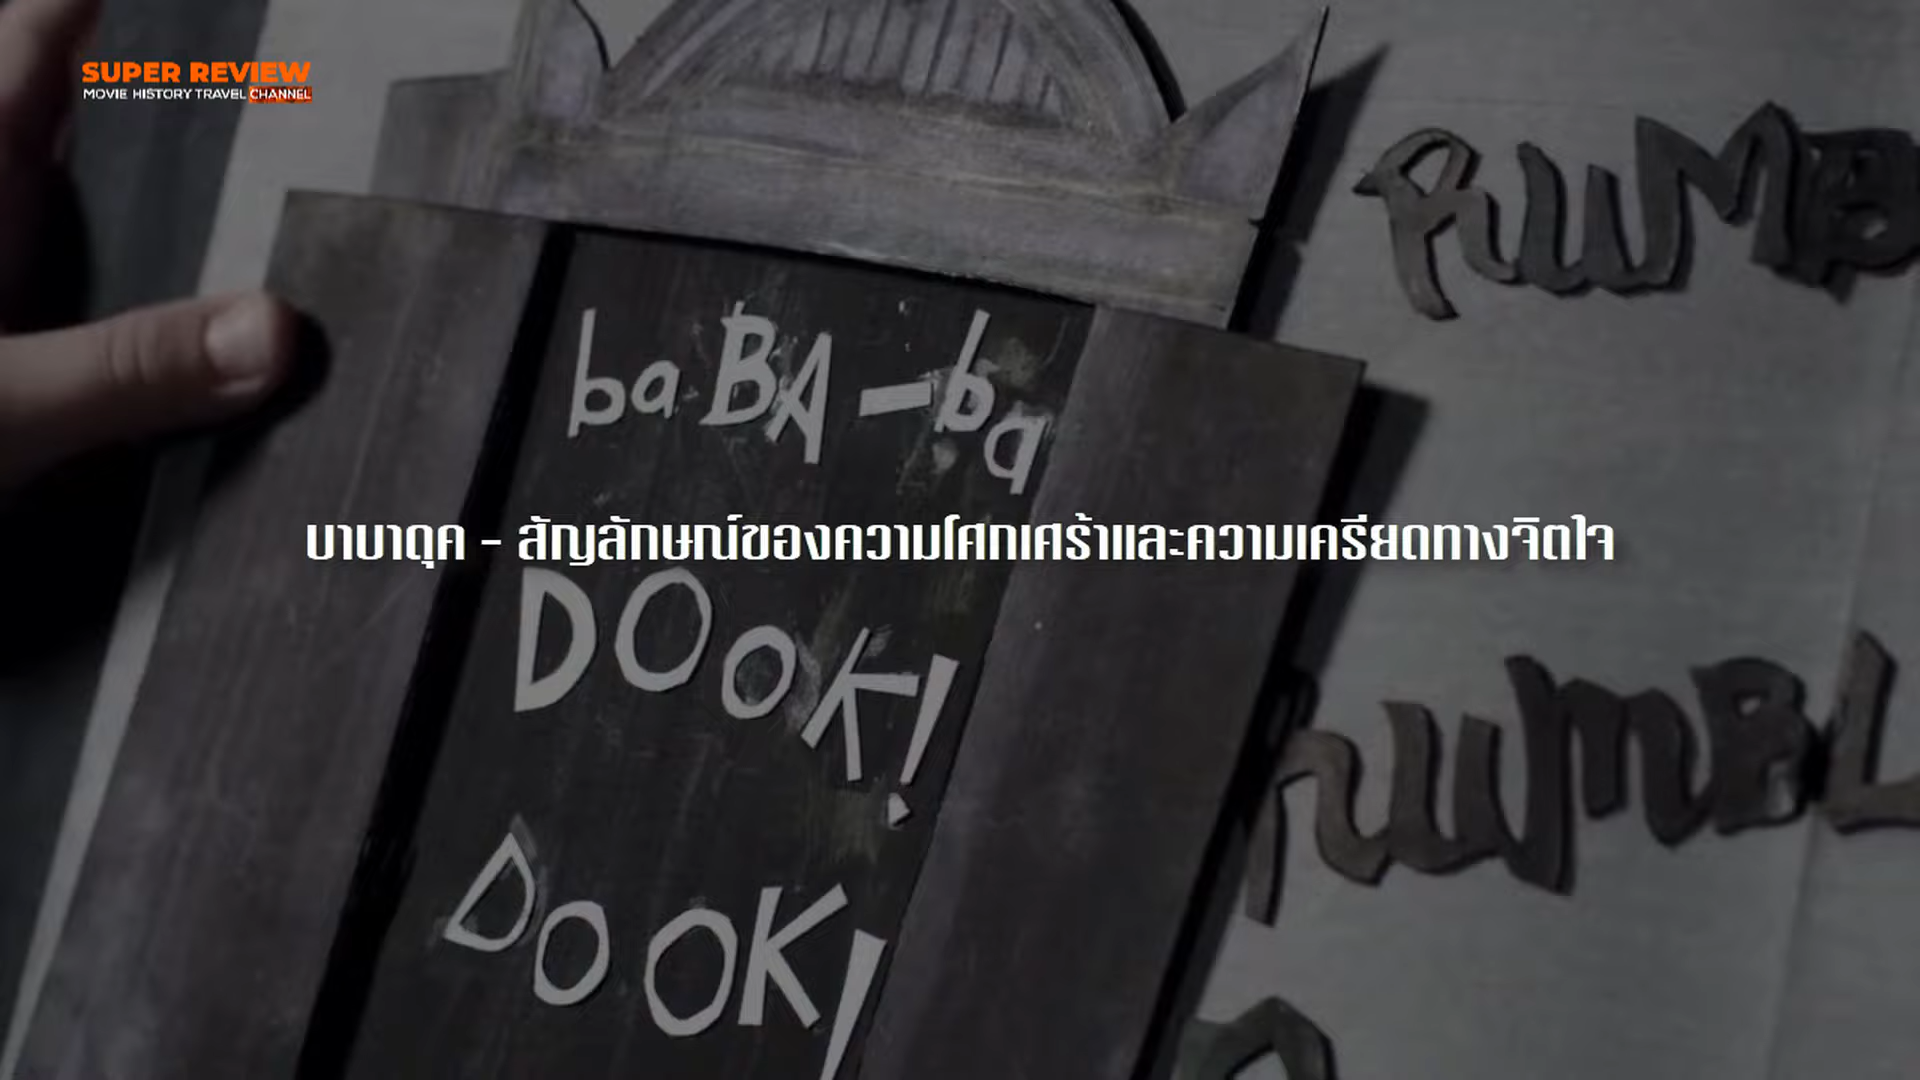 SUPER REVIEW
MOVIE HISTORY TRAVEL CHANNEL
RUMB
baBA-ba
บาบาดุค - สัญลักษณ์ของความโศกเศร้าและความเครียดทางจิตใจ
DOOK!
RUMBL
DOOK!